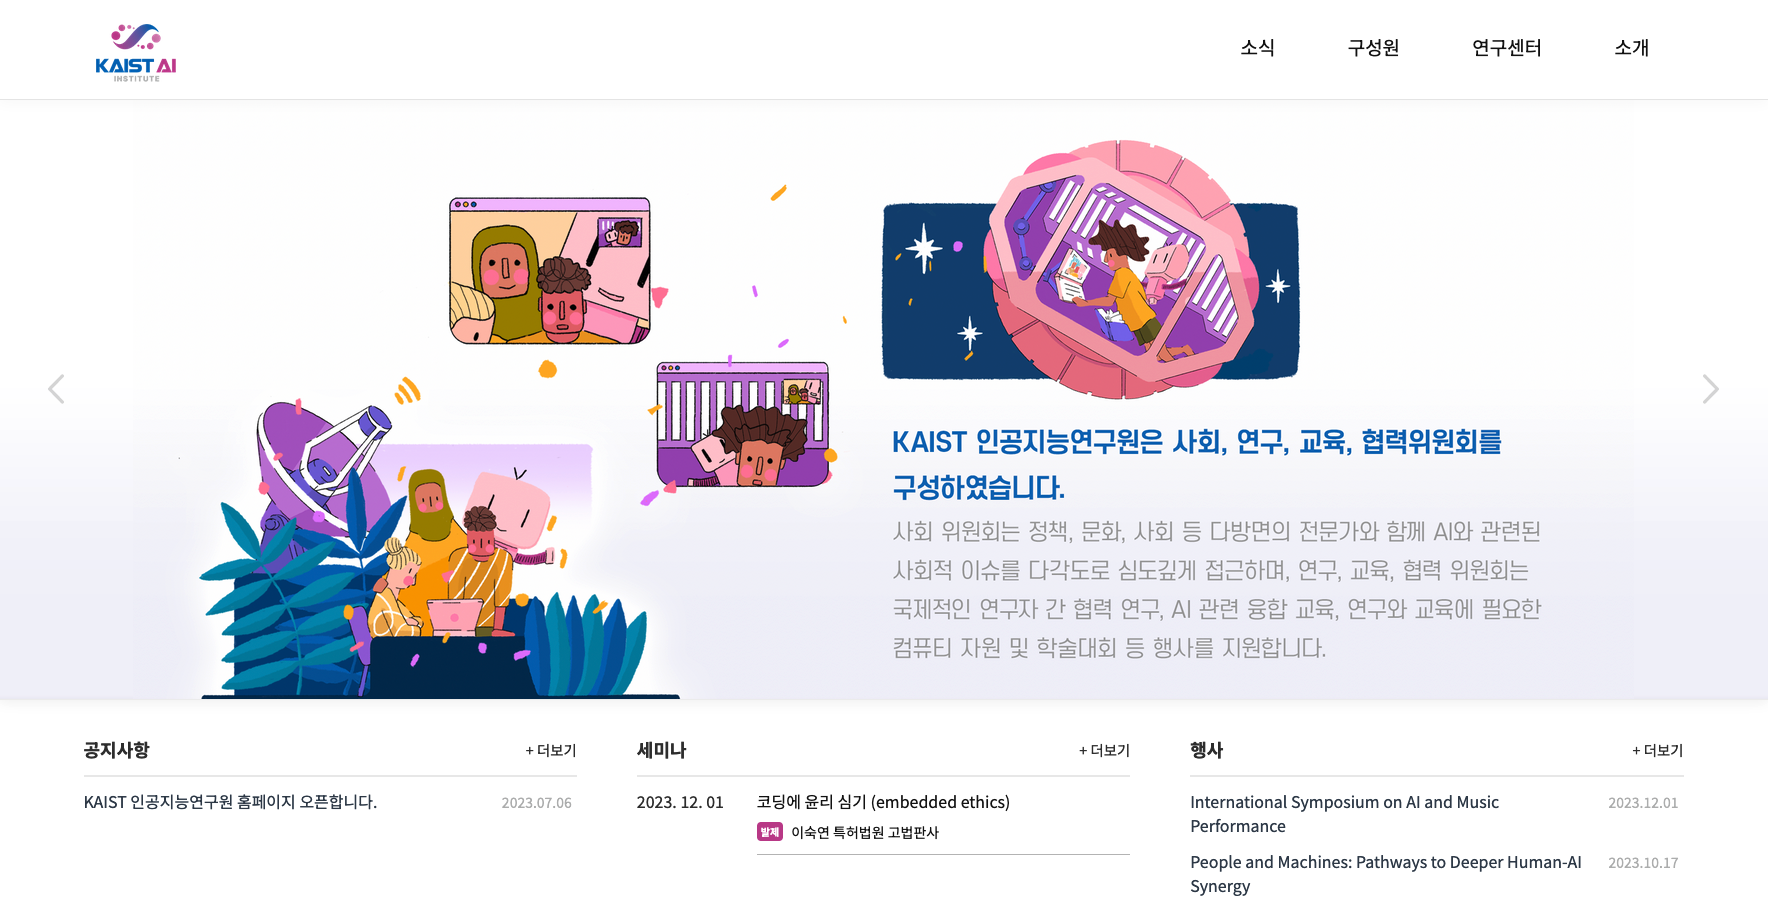 KAIST AI
INSTITUTE
소식
구성원
연구센터
소개
KAIST 인공지능연구원은 사회, 연구, 교육, 협력위원회를
구성하였습니다.
사회 위원회는 정책, 문화, 사회 등 다방면의 전문가와 함께 AI와 관련된
사회적 이슈를 다각도로 심도깊게 접근하며, 연구, 교육, 협력 위원회는
국제적인 연구자 간 협력 연구, AI 관련 융합 교육, 연구와 교육에 필요한
컴퓨티 자원 및 학술대회 등 행사를 지원합니다.
공지사항
+ 더보기
KAIST 인공지능연구원 홈페이지 오픈합니다.
2023.07.06
세미나
+ 더보기
2023. 12. 01
코딩에 윤리 심기 (embedded ethics)
발제 이숙연 특허법원 고법판사
행사
+ 더보기
International Symposium on AI and Music
Performance
2023.12.01
People and Machines: Pathways to Deeper Human-AI
Synergy
2023.10.17